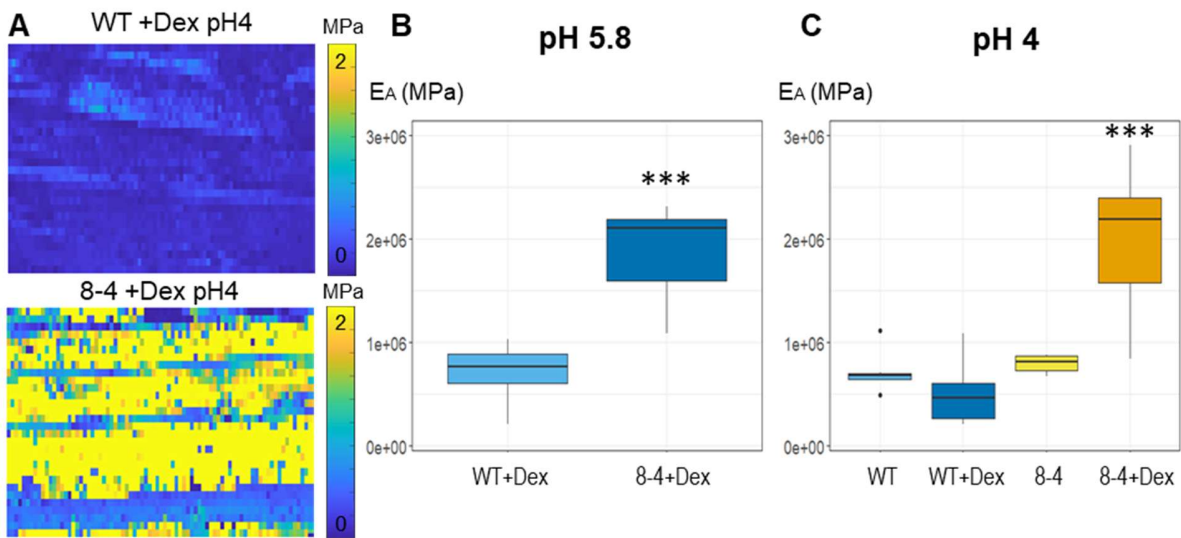 A
WT +Dex pH4
MPa
2
0
8-4 +Dex pH4
MPa
2
0
B
pH 5.8
EA (MPa)
3e+06
2e+06
1e+06
0e+00
***
WT+Dex
8-4+Dex
C
pH 4
EA (MPa)
3e+06
2e+06
1e+06
0e+00
***
WT
WT+Dex
8-4
8-4+Dex